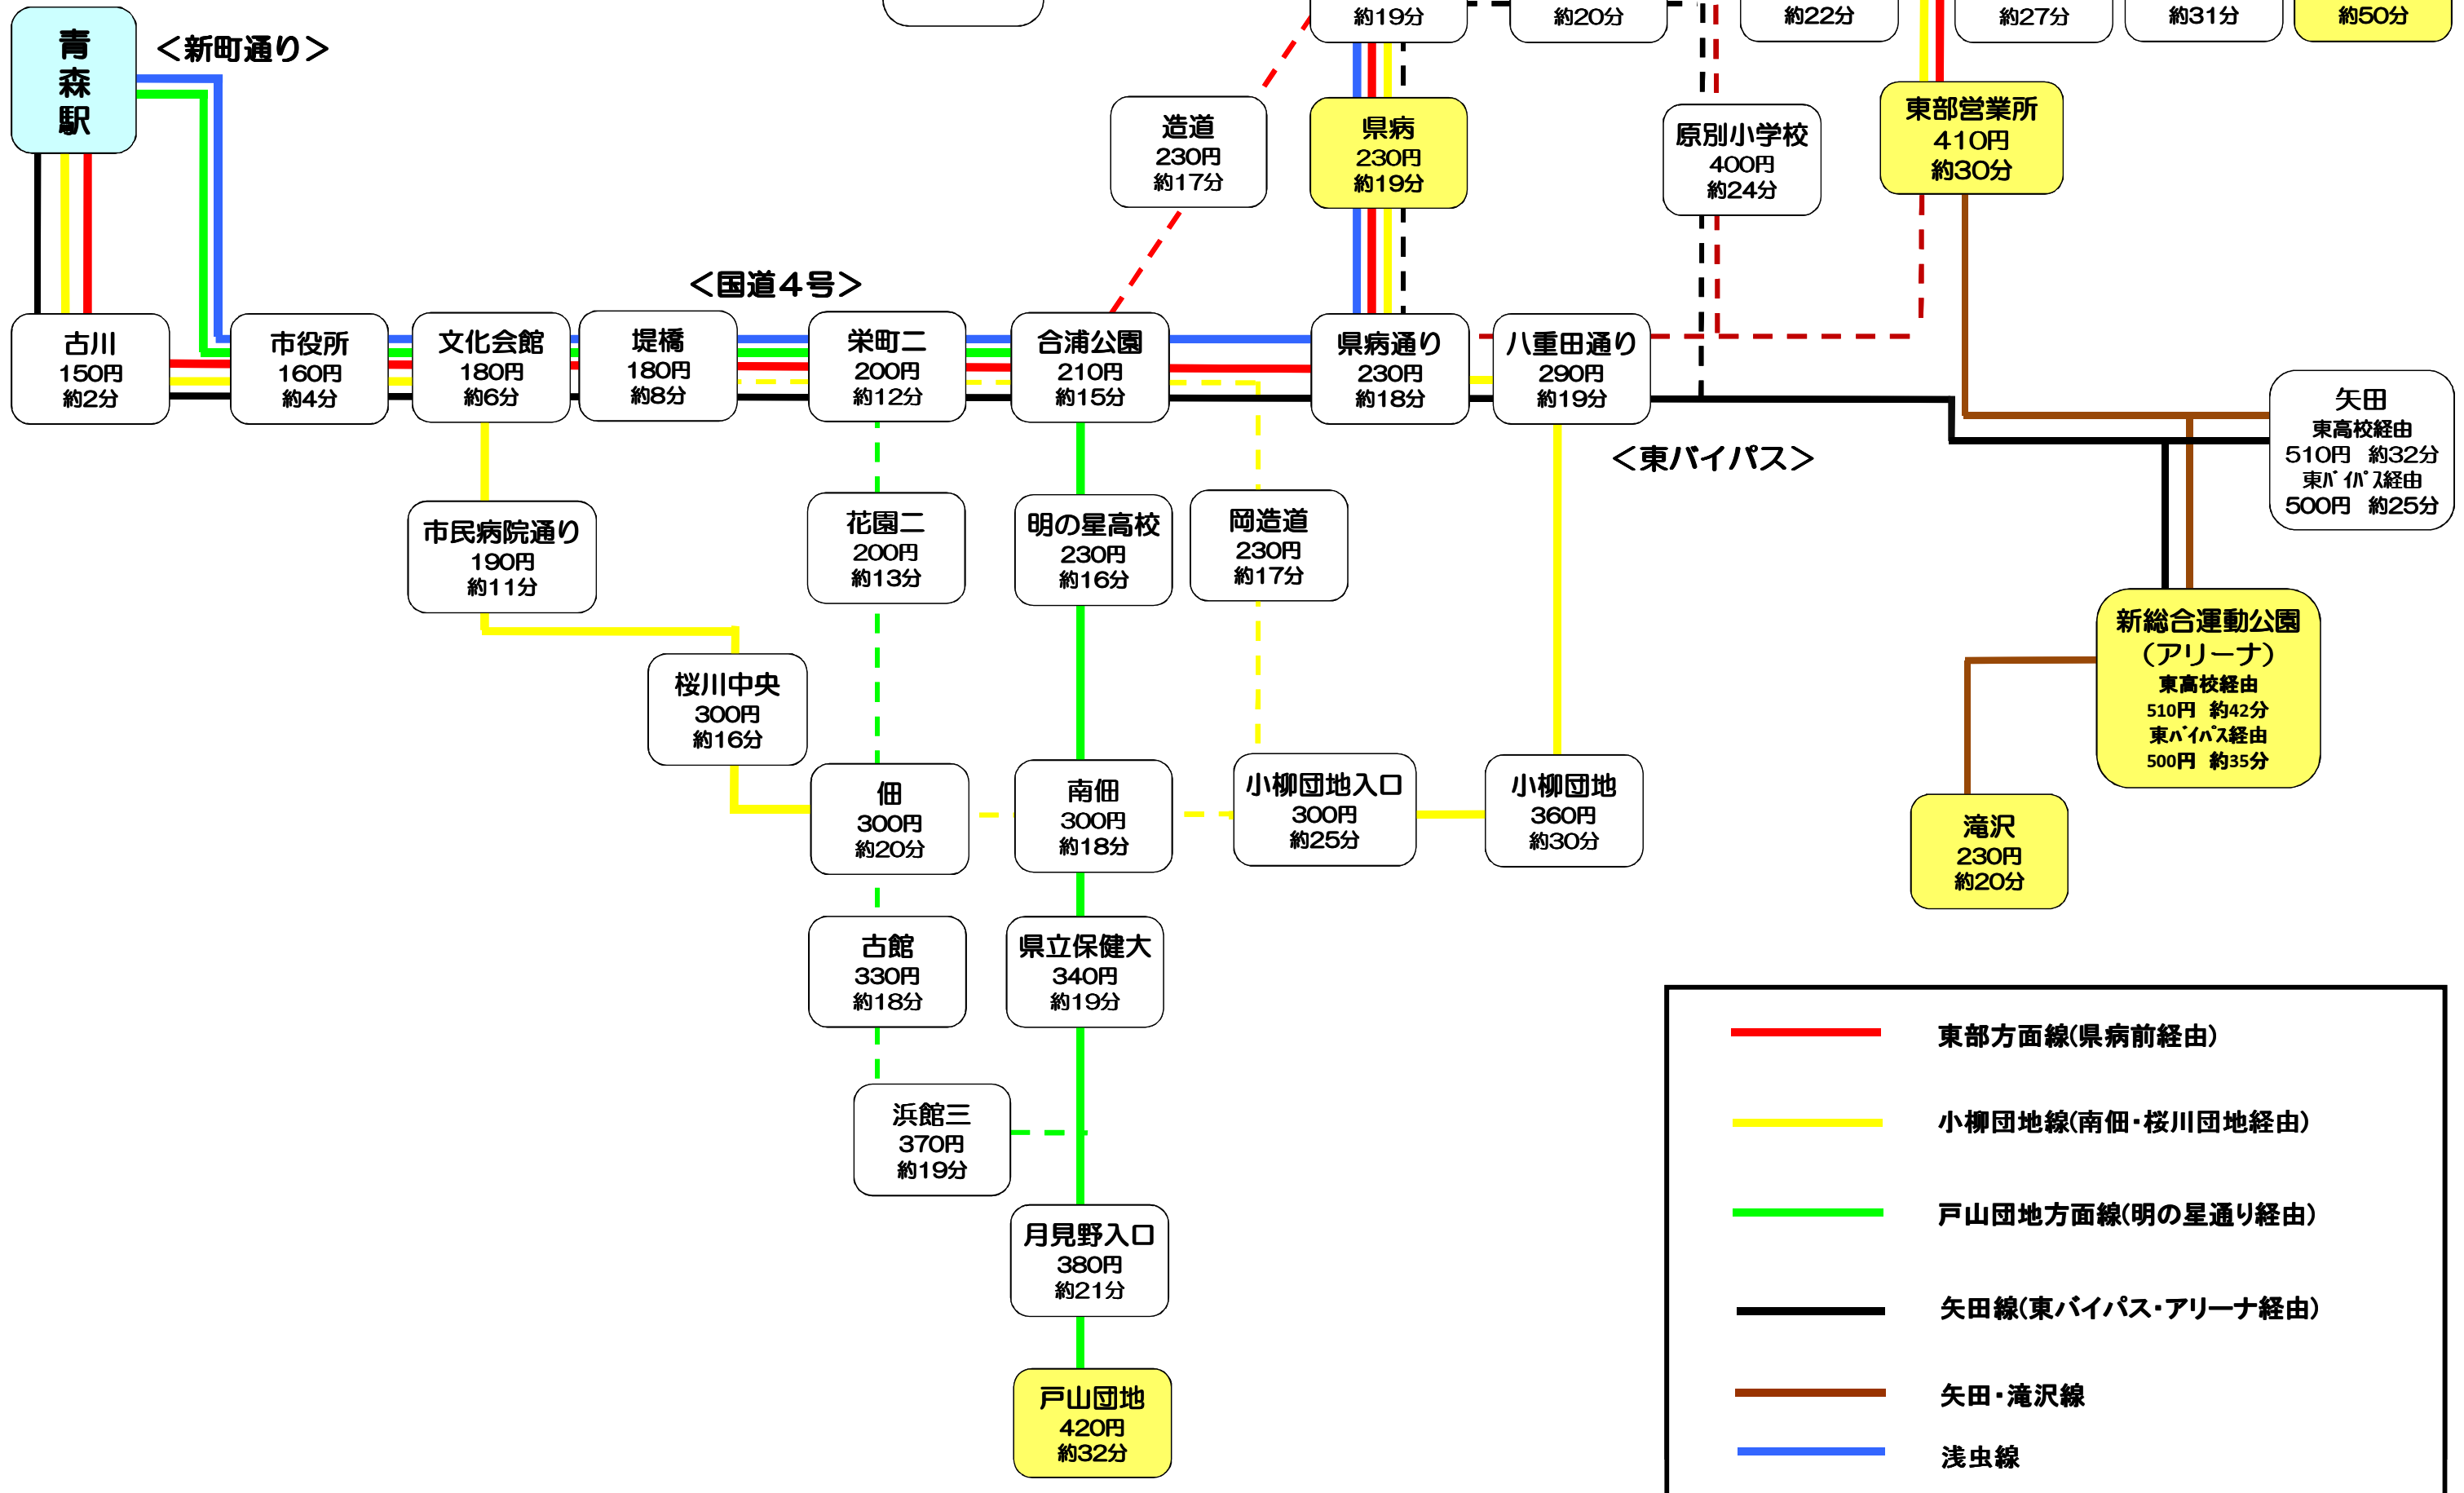 約19分
約20分
約22分
約27分
約31分
約50分
青森駅
＜新町通り＞
造道
230円
約17分
県病
230円
約19分
原別小学校
400円
約24分
東部営業所
410円
約30分
＜国道4号＞
古川
150円
約2分
市役所
160円
約4分
文化会館
180円
約6分
堤橋
180円
約8分
栄町二
200円
約12分
合浦公園
210円
約15分
県病通り
230円
約18分
八重田通り
290円
約19分
＜東バイパス＞
矢田
東高校経由
510円 約32分
東ﾊﾞｲﾊﾟｽ経由
500円 約25分
市民病院通り
190円
約11分
花園二
200円
約13分
明の星高校
230円
約16分
岡造道
230円
約17分
新総合運動公園
（アリーナ）
東高校経由
510円 約42分
東ﾊﾞｲﾊﾟｽ経由
500円 約35分
桜川中央
300円
約16分
佃
300円
約20分
南佃
300円
約18分
小柳団地入口
300円
約25分
小柳団地
360円
約30分
滝沢
230円
約20分
古館
330円
約18分
県立保健大
340円
約19分
浜館三
370円
約19分
月見野入口
380円
約21分
戸山団地
420円
約32分
東部方面線(県病前経由)
小柳団地線(南佃・桜川団地経由)
戸山団地方面線(明の星通り経由)
矢田線(東バイパス・アリーナ経由)
矢田・滝沢線
浅虫線